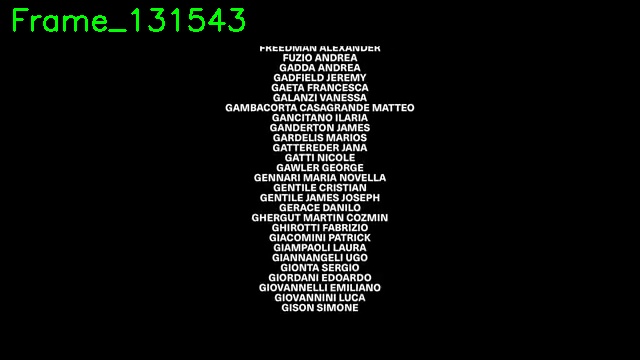 Frame_131543
FREEDMAN ALEXANDER
FUZIO ANDREA
GADDA ANDREA
GADFIELD JEREMY
GAETA FRANCESCA
GALANZI VANESSA
GAMBACORTA CASAGRANDE MATTEO
GANCITANO ILARIA
GANDERTON JAMES
GARDELIS MARIOS
GATTEREDER JANA
GATTI NICOLE
GAWLER GEORGE
GENNARI MARIA NOVELLA
GENTILE CRISTIAN
GENTILE JAMES JOSEPH
GERACE DANILO
GHERGUT MARTIN COZMIN
GHIROTTI FABRIZIO
GIACOMINI PATRICK
GIAMPAOLI LAURA
GIANNANGELI UGO
GIONTA SERGIO
GIORDANI EDOARDO
GIOVANNELLI EMILIANO
GIOVANNINI LUCA
GISON SIMONE